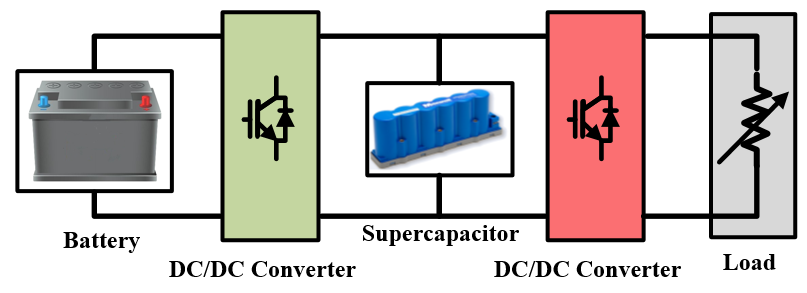 Battery
DC/DC Converter
Supercapacitor
DC/DC Converter
Load